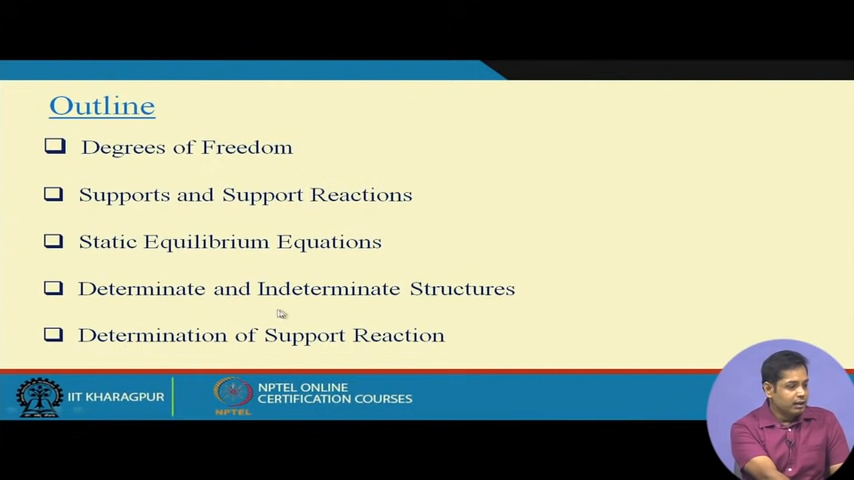 Outline
Degrees of Freedom
Supports and Support Reactions
Static Equilibrium Equations
Determinate and Indeterminate Structures
Determination of Support Reaction
IIT KHARAGPUR
NPTEL
NPTEL ONLINE
CERTIFICATION COURSES